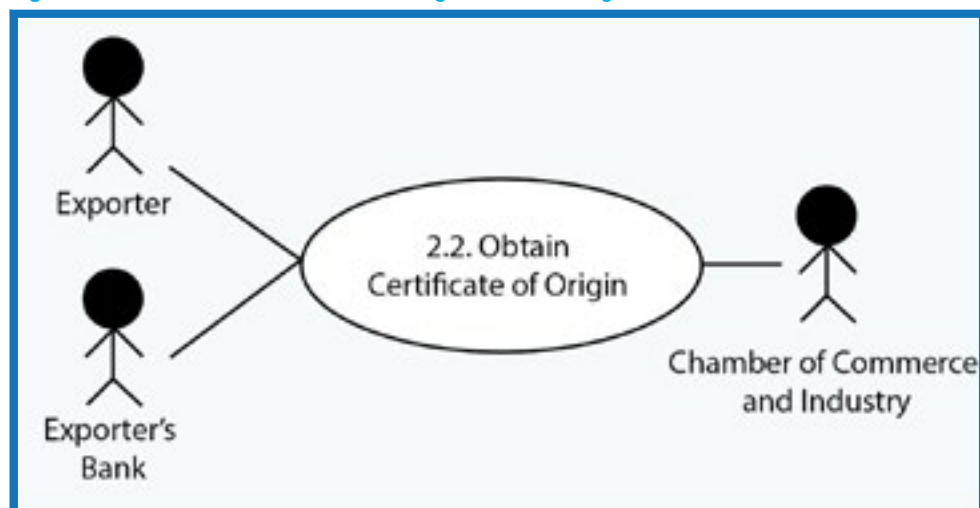 Exporter
2.2. Obtain
Certificate of Origin
Exporter's
Bank
Chamber of Commerce
and Industry